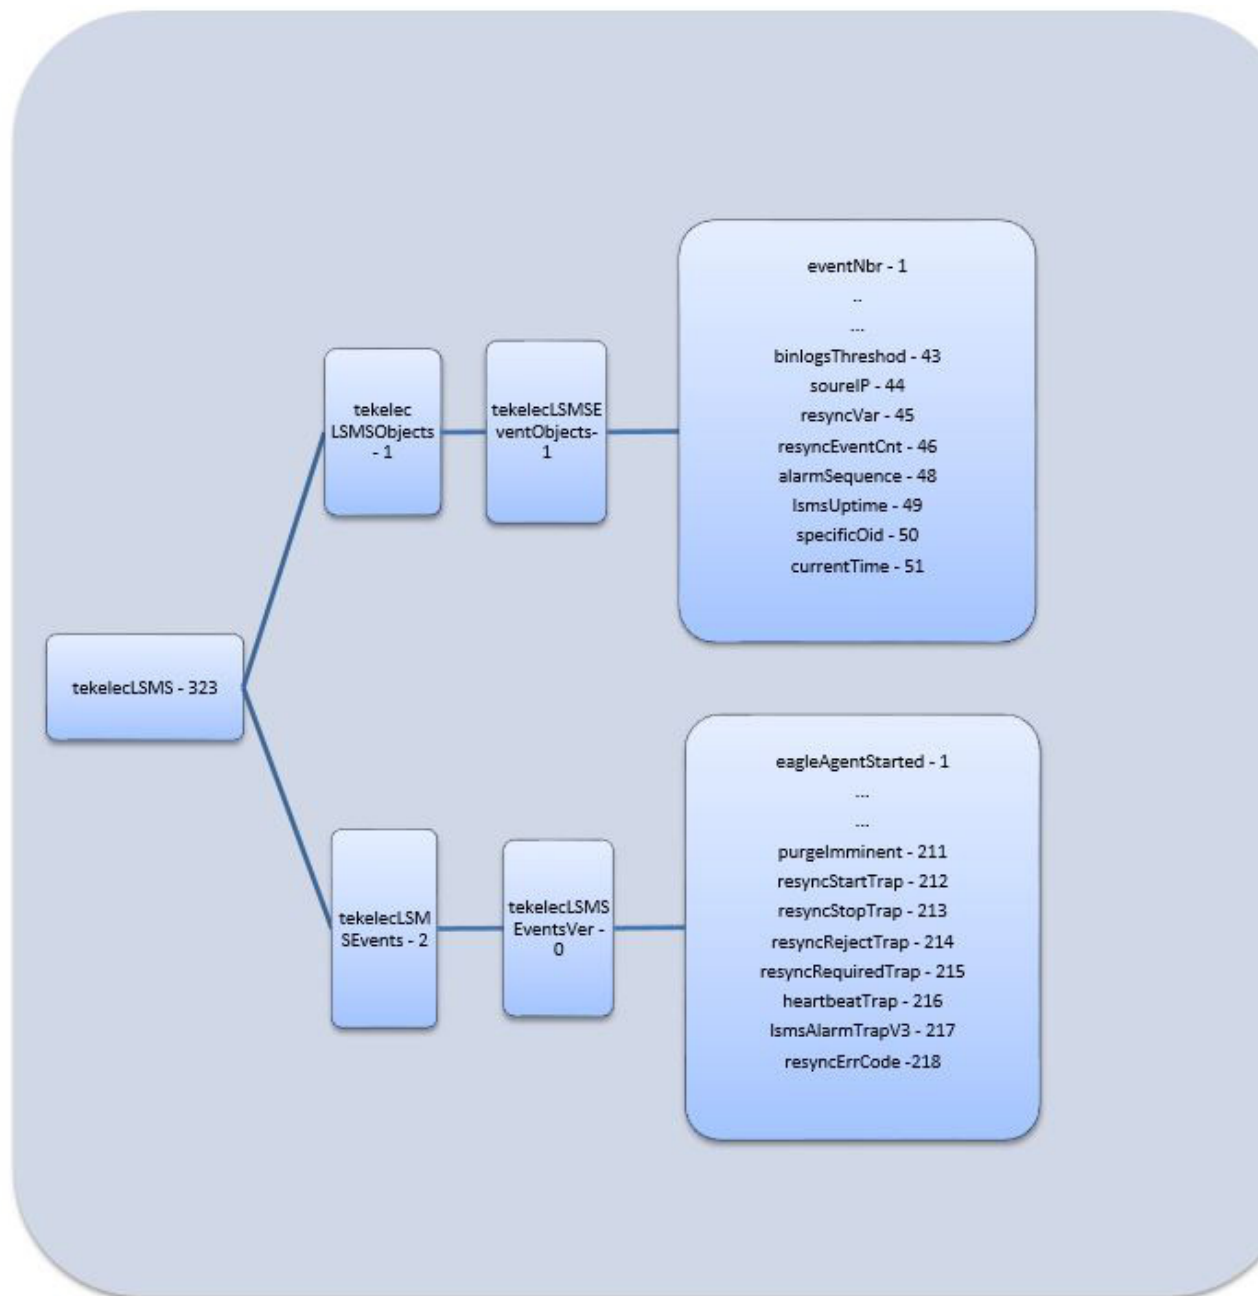 eventNbr - 1
..
...
binlogsThreshod - 43
soureIP - 44
resyncVar - 45
resyncEventCnt - 46
alarmSequence - 48
lsmsUptime - 49
specificOid - 50
currentTime - 51
tekelec
LSMSObjects
- 1
tekelecLSMSE
ventObjects-
1
tekelecLSMS - 323
eagleAgentStarted - 1
...
...
purgeImminent - 211
resyncStartTrap - 212
resyncStopTrap - 213
resyncRejectTrap - 214
resyncRequiredTrap - 215
heartbeatTrap - 216
lsmsAlarmTrapV3 - 217
resyncErrCode -218
tekelecLSM
SEvents - 2
tekelecLSMS
EventsVer -
0